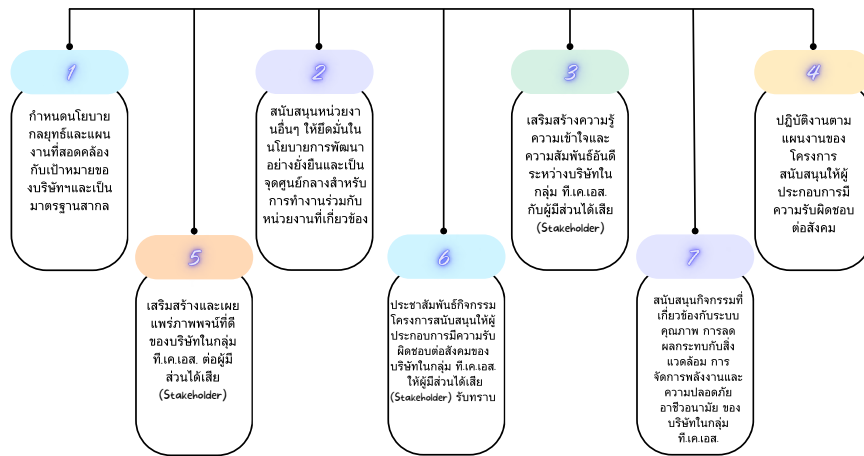 1
กำหนดนโยบาย
กลยุทธ์และแผน
งานที่สอดคล้อง
กับเป้าหมายขอ
งบริษัทฯและเป็น
มาตรฐานสากล
2
สนับสนุนหน่วยงา
นอื่นๆ ให้ยึดมั่นใน
นโยบายการพัฒนา
อย่างยั่งยืนและเป็น
จุดศูนย์กลางสำหรับ
การทำงานร่วมกับ
หน่วยงานที่เกี่ยวข้อง
3
เสริมสร้างความรู้
ความเข้าใจและ
ความสัมพันธ์อันดี
ระหว่างบริษัทใน
กลุ่ม ที.เค.เอส.
กับผู้มีส่วนได้เสีย
(Stakeholder)
4
ปฏิบัติงานตาม
แผนงานของ
โครงการ
สนับสนุนให้ผู้
ประกอบการมี
ความรับผิดชอบ
ต่อสังคม
5
เสริมสร้างและเผย
แพร่ภาพพจน์ที่ดี
ของบริษัทในกลุ่ม
ที.เค.เอส. ต่อผู้มี
ส่วนได้เสีย
(Stakeholder)
6
ประชาสัมพันธ์กิจกรรม
โครงการสนับสนุนให้ผู้
ประกอบการมีความรับ
ผิดชอบต่อสังคมของ
บริษัทในกลุ่ม ที.เค.เอส.
ให้ผู้มีส่วนได้เสีย
(Stakeholder) รับทราบ
7
สนับสนุนกิจกรรมที่
เกี่ยวข้องกับระบบ
คุณภาพ การลด
ผลกระทบกับสิ่ง
แวดล้อม การ
จัดการพลังงานและ
ความปลอดภัย
อาชีวอนามัย ของ
บริษัทในกลุ่ม
ที.เค.เอส.